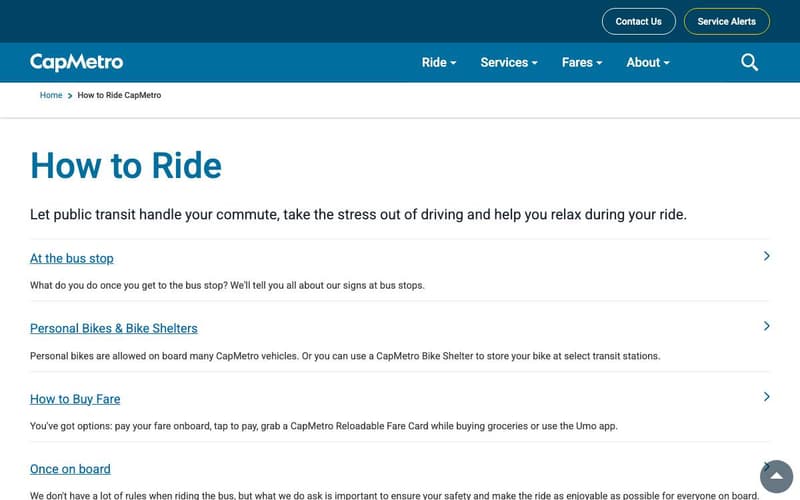 Contact Us
Service Alerts
CapMetro
Ride
Services
Fares
About
Home > How to Ride CapMetro
How to Ride
Let public transit handle your commute, take the stress out of driving and help you relax during your ride.
At the bus stop
What do you do once you get to the bus stop? We'll tell you all about our signs at bus stops.
Personal Bikes & Bike Shelters
Personal bikes are allowed on board many CapMetro vehicles. Or you can use a CapMetro Bike Shelter to store your bike at select transit stations.
How to Buy Fare
You've got options: pay your fare onboard, tap to pay, grab a CapMetro Reloadable Fare Card while buying groceries or use the Umo app.
Once on board
We don't have a lot of rules when riding the bus, but what we do ask is important to ensure your safety and make the ride as enjoyable as possible for everyone on board.